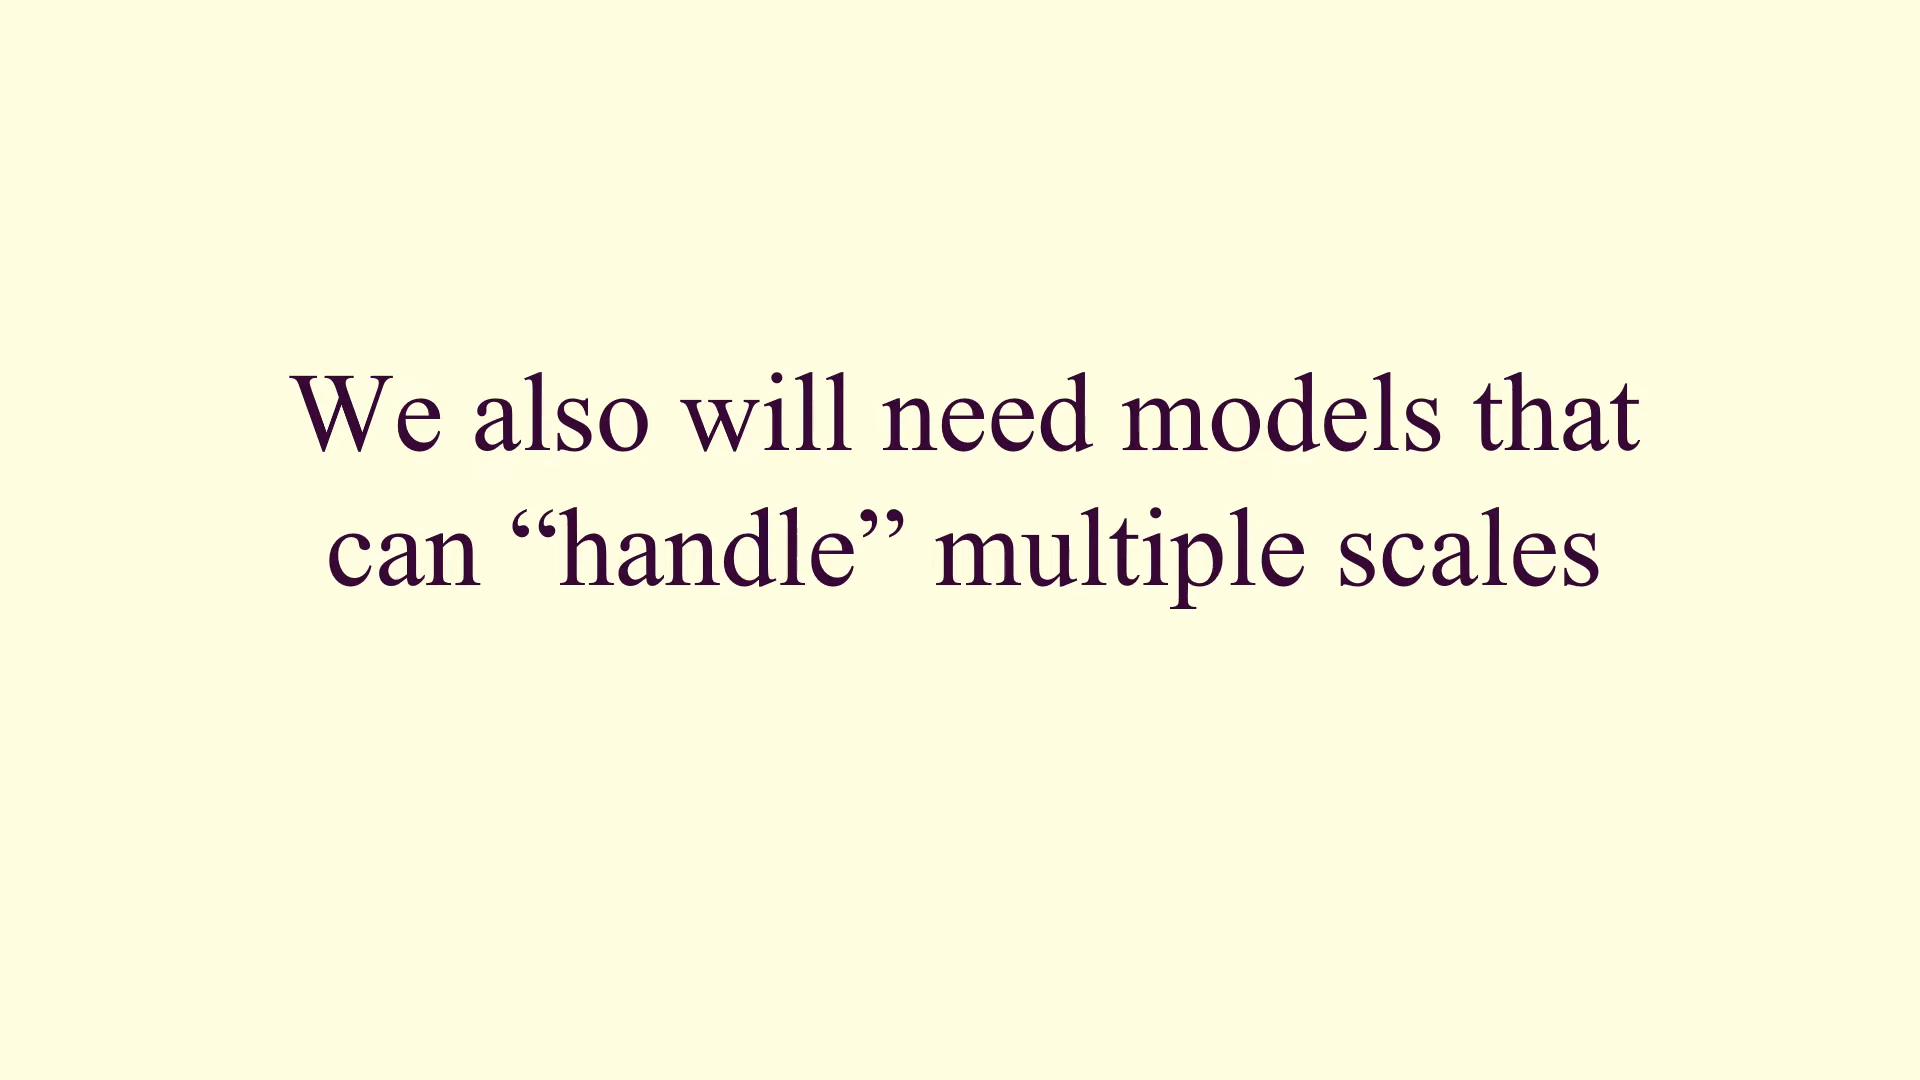 We also will need models that
can “handle” multiple scales